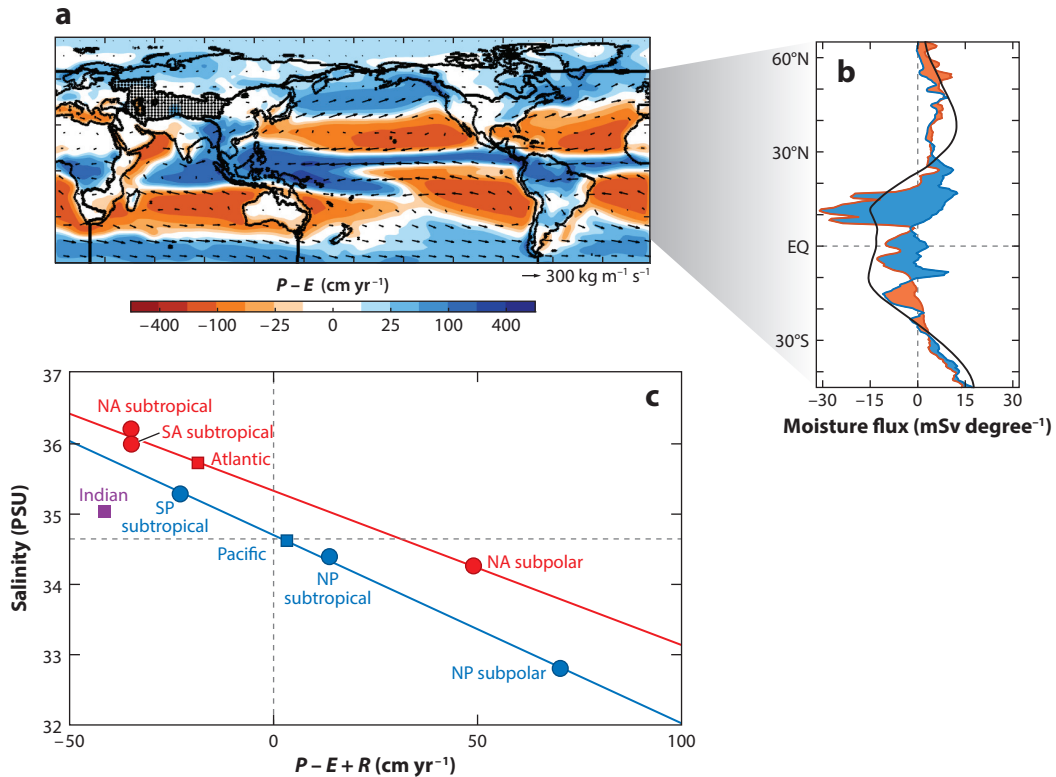 a
300 kg m⁻¹ s⁻¹
P – E (cm yr⁻¹)
–400 –100 –25 0 25 100 400
b
60°N
30°N
EQ
30°S
–30 –15 0 15 30
Moisture flux (mSv degree⁻¹)
c
37
36
35
34
33
32
Salinity (PSU)
NA subtropical
SA subtropical
Atlantic
Indian
SP
subtropical
Pacific
NP
subtropical
NA subpolar
NP subpolar
–50 0 50 100
P – E + R (cm yr⁻¹)